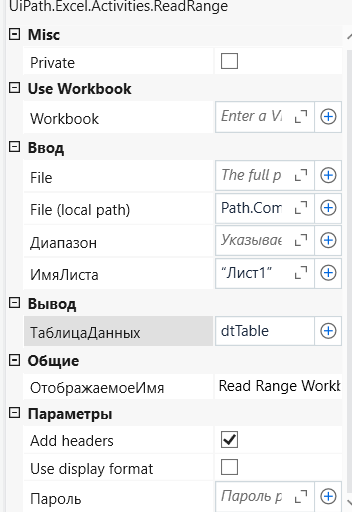 UiPath.Excel.Activities.ReadRange
Misc
Private
Use Workbook
Workbook Enter a VI
Ввод
File The full p
File (local path) Path.Com
Диапазон Указывае
ИмяЛиста "Лист1"
Вывод
ТаблицаДанных dtTable
Общие
ОтображаемоеИмя Read Range Workb
Параметры
Add headers
Use display format
Пароль Пароль р